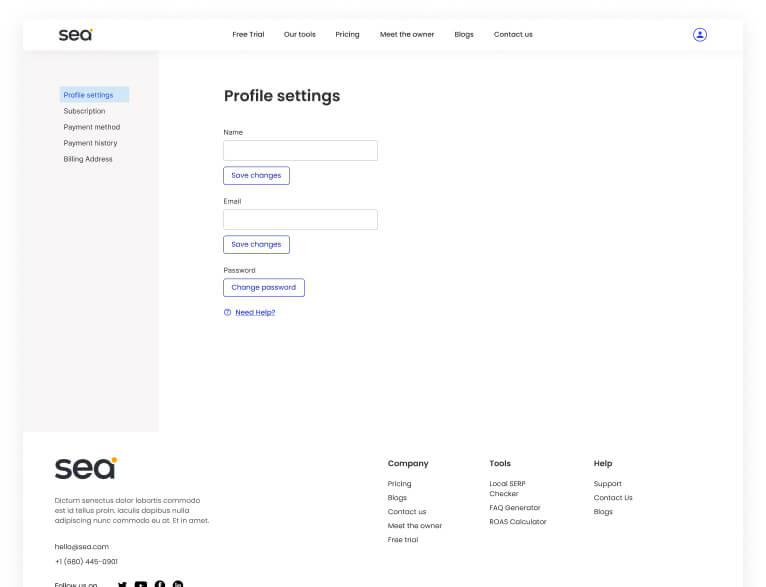 sea
Free Trial
Our tools
Pricing
Meet the owner
Blogs
Contact us
Profile settings
Subscription
Payment method
Payment history
Billing Address
Profile settings
Name
Save changes
Email
Save changes
Password
Change password
Need Help?
sea
Dictum senectus dolor lobortis commodo
est id tellus proin. Iaculis dapibus nulla
adipiscing nunc commodo eu at. Et in amet.
hello@sea.com
+1 (680) 445-0901
Follow us on
Company
Pricing
Blogs
Contact us
Meet the owner
Free trial
Tools
Local SERP
Checker
FAQ Generator
ROAS Calculator
Help
Support
Contact Us
Blogs